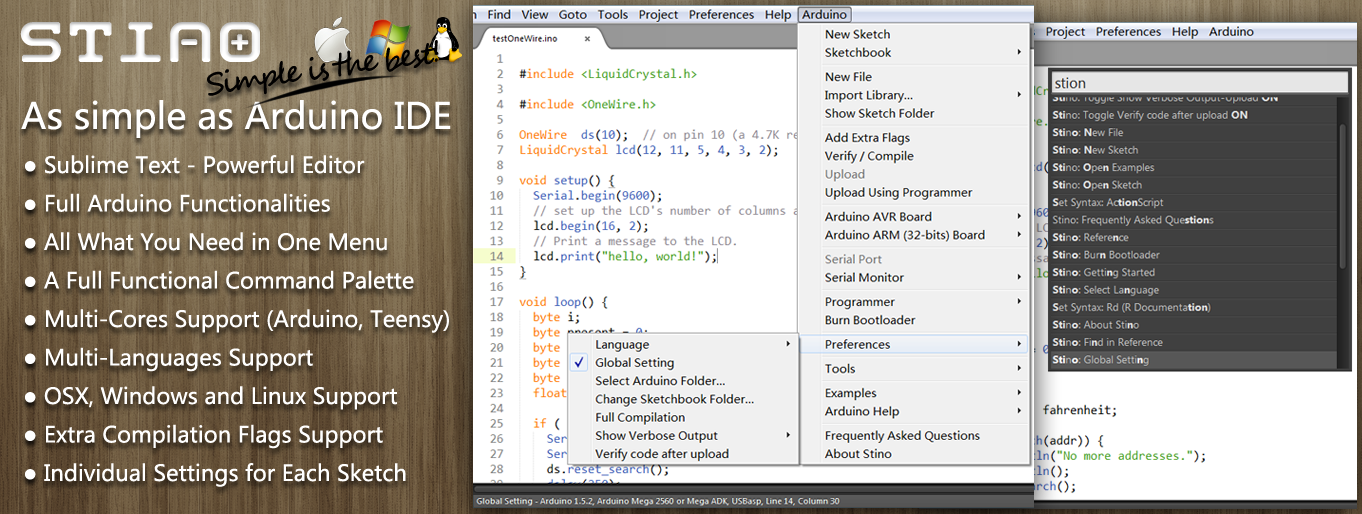 STINO
Simple is the best!
As simple as Arduino IDE
● Sublime Text - Powerful Editor
● Full Arduino Functionalities
● All What You Need in One Menu
● A Full Functional Command Palette
● Multi-Cores Support (Arduino, Teensy)
● Multi-Languages Support
● OSX, Windows and Linux Support
● Extra Compilation Flags Support
● Individual Settings for Each Sketch
Find View Goto Tools Project Preferences Help Arduino
testOneWire.ino ×
1
2 #include <LiquidCrystal.h>
3
4 #include <OneWire.h>
5
6 OneWire ds(10); // on pin 10 (a 4.7K re
7 LiquidCrystal lcd(12, 11, 5, 4, 3, 2);
8
9 void setup() {
10 Serial.begin(9600);
11 // set up the LCD's number of columns a
12 lcd.begin(16, 2);
13 // Print a message to the LCD.
14 lcd.print("hello, world!");
15 }
16
17 void loop() {
18 byte i;
19 byte present = 0;
20 byte
21 byte
22 byte
23 float
24
25 if (
26 Ser
27 Ser
28 ds.reset_search();
29 delay(250);
New Sketch
Sketchbook
New File
Import Library...
Show Sketch Folder
Add Extra Flags
Verify / Compile
Upload
Upload Using Programmer
Arduino AVR Board
Arduino ARM (32-bits) Board
Serial Port
Serial Monitor
Programmer
Burn Bootloader
Preferences
Tools
Examples
Arduino Help
Frequently Asked Questions
About Stino
Language
Global Setting
Select Arduino Folder...
Change Sketchbook Folder...
Full Compilation
Show Verbose Output
Verify code after upload
Global Setting - Arduino 1.5.2, Arduino Mega 2560 or Mega ADK, USBasp, Line 14, Column 30
Project Preferences Help Arduino
stino
Stino: Toggle Show Verbose Output-Upload ON
Stino: Toggle Verify code after upload ON
Stino: New File
Stino: New Sketch
Stino: Open Examples
Stino: Open Sketch
Set Syntax: ActionScript
Stino: Frequently Asked Questions
Stino: Reference
Stino: Burn Bootloader
Stino: Getting Started
Stino: Select Language
Set Syntax: Rd (R Documentation)
Stino: About Stino
Stino: Find in Reference
Stino: Global Setting
fahrenheit;
ch(addr)) {
ln("No more addresses.");
ln();
arch();